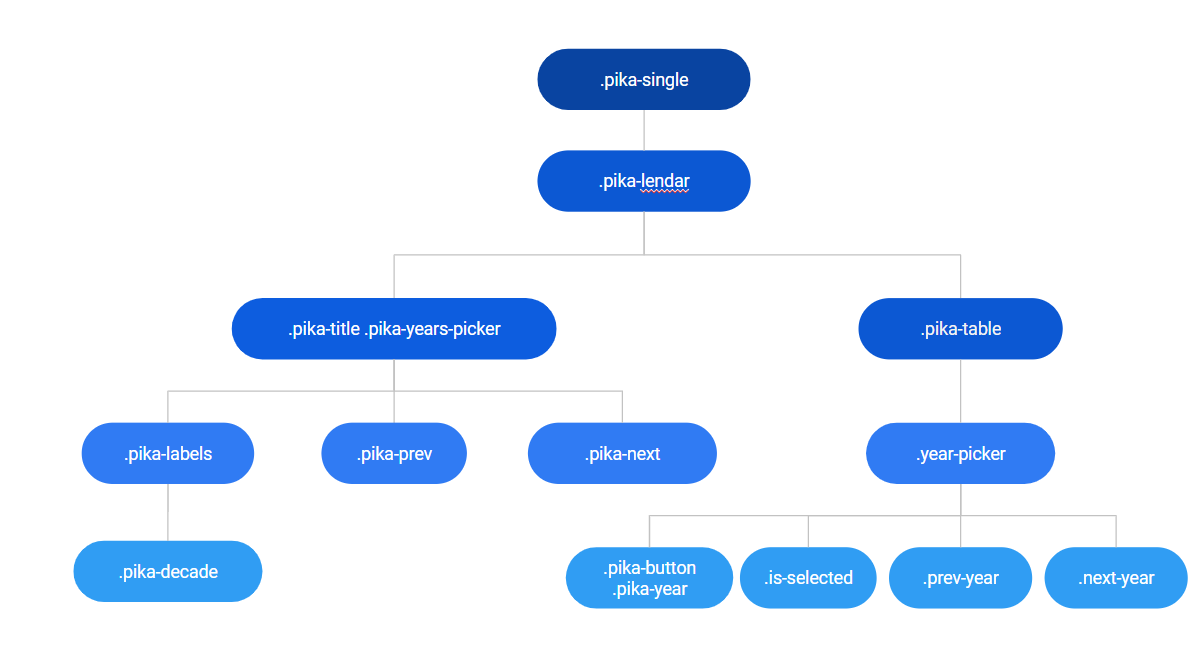 .pika-single
.pika-lendar
.pika-title .pika-years-picker
.pika-table
.pika-labels
.pika-prev
.pika-next
.year-picker
.pika-decade
.pika-button
.pika-year
.is-selected
.prev-year
.next-year